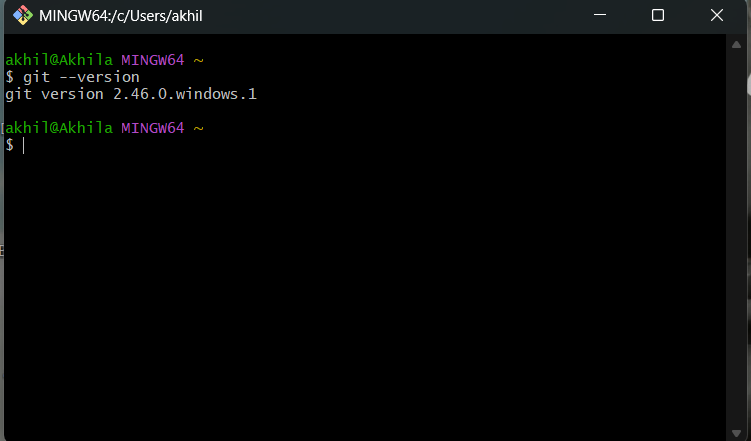 MINGW64:/c/Users/akhil
akhil@Akhila MINGW64 ~
$ git --version
git version 2.46.0.windows.1
akhil@Akhila MINGW64 ~
$